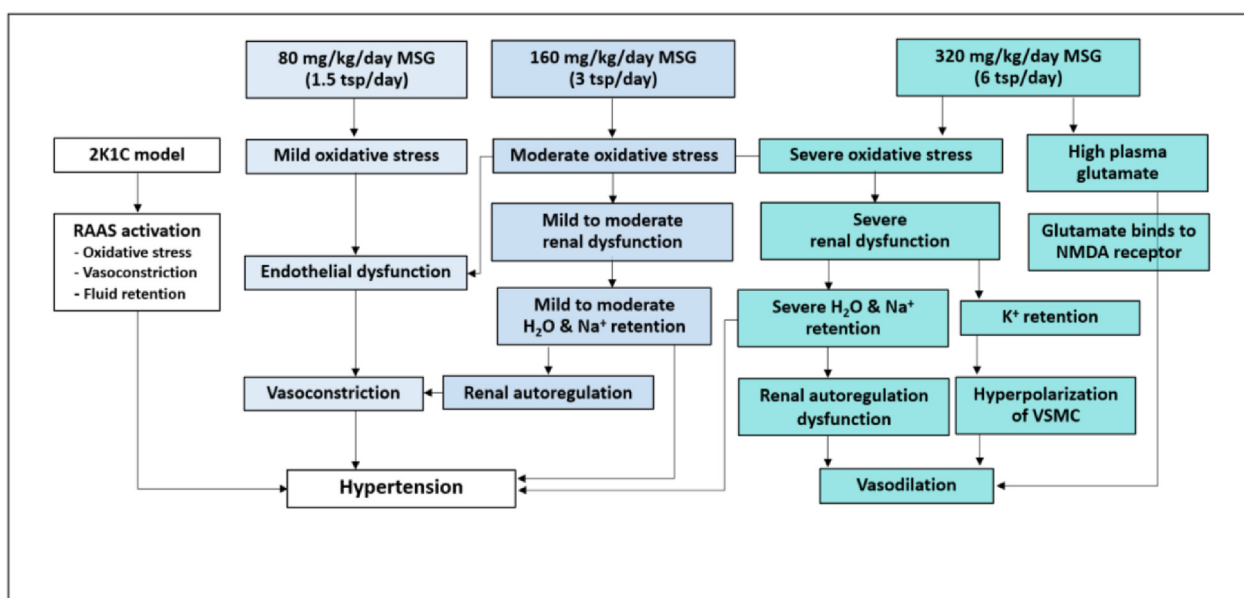 80 mg/kg/day MSG
(1.5 tsp/day)
160 mg/kg/day MSG
(3 tsp/day)
320 mg/kg/day MSG
(6 tsp/day)
2K1C model
Mild oxidative stress
Moderate oxidative stress
Severe oxidative stress
High plasma
glutamate
RAAS activation
- Oxidative stress
- Vasoconstriction
- Fluid retention
Mild to moderate
renal dysfunction
Severe
renal dysfunction
Glutamate binds to
NMDA receptor
Endothelial dysfunction
Mild to moderate
H₂O & Na⁺ retention
Severe H₂O & Na⁺
retention
K⁺ retention
Vasoconstriction
Renal autoregulation
Renal autoregulation
dysfunction
Hyperpolarization
of VSMC
Hypertension
Vasodilation